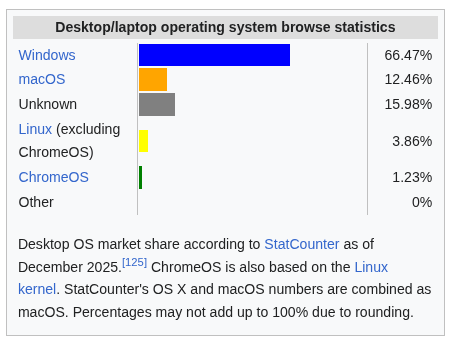 Desktop/laptop operating system browse statistics
Windows 66.47%
macOS 12.46%
Unknown 15.98%
Linux (excluding
ChromeOS) 3.86%
ChromeOS 1.23%
Other 0%
Desktop OS market share according to StatCounter as of
December 2025.[125] ChromeOS is also based on the Linux
kernel. StatCounter's OS X and macOS numbers are combined as
macOS. Percentages may not add up to 100% due to rounding.